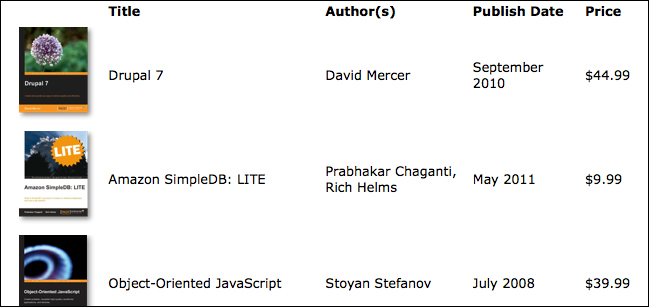 Title Author(s) Publish Date Price
Drupal 7
Drupal 7 David Mercer September 2010 $44.99
LITE
Amazon SimpleDB: LITE
Amazon SimpleDB: LITE Prabhakar Chaganti, Rich Helms May 2011 $9.99
Object-Oriented JavaScript
Object-Oriented JavaScript Stoyan Stefanov July 2008 $39.99